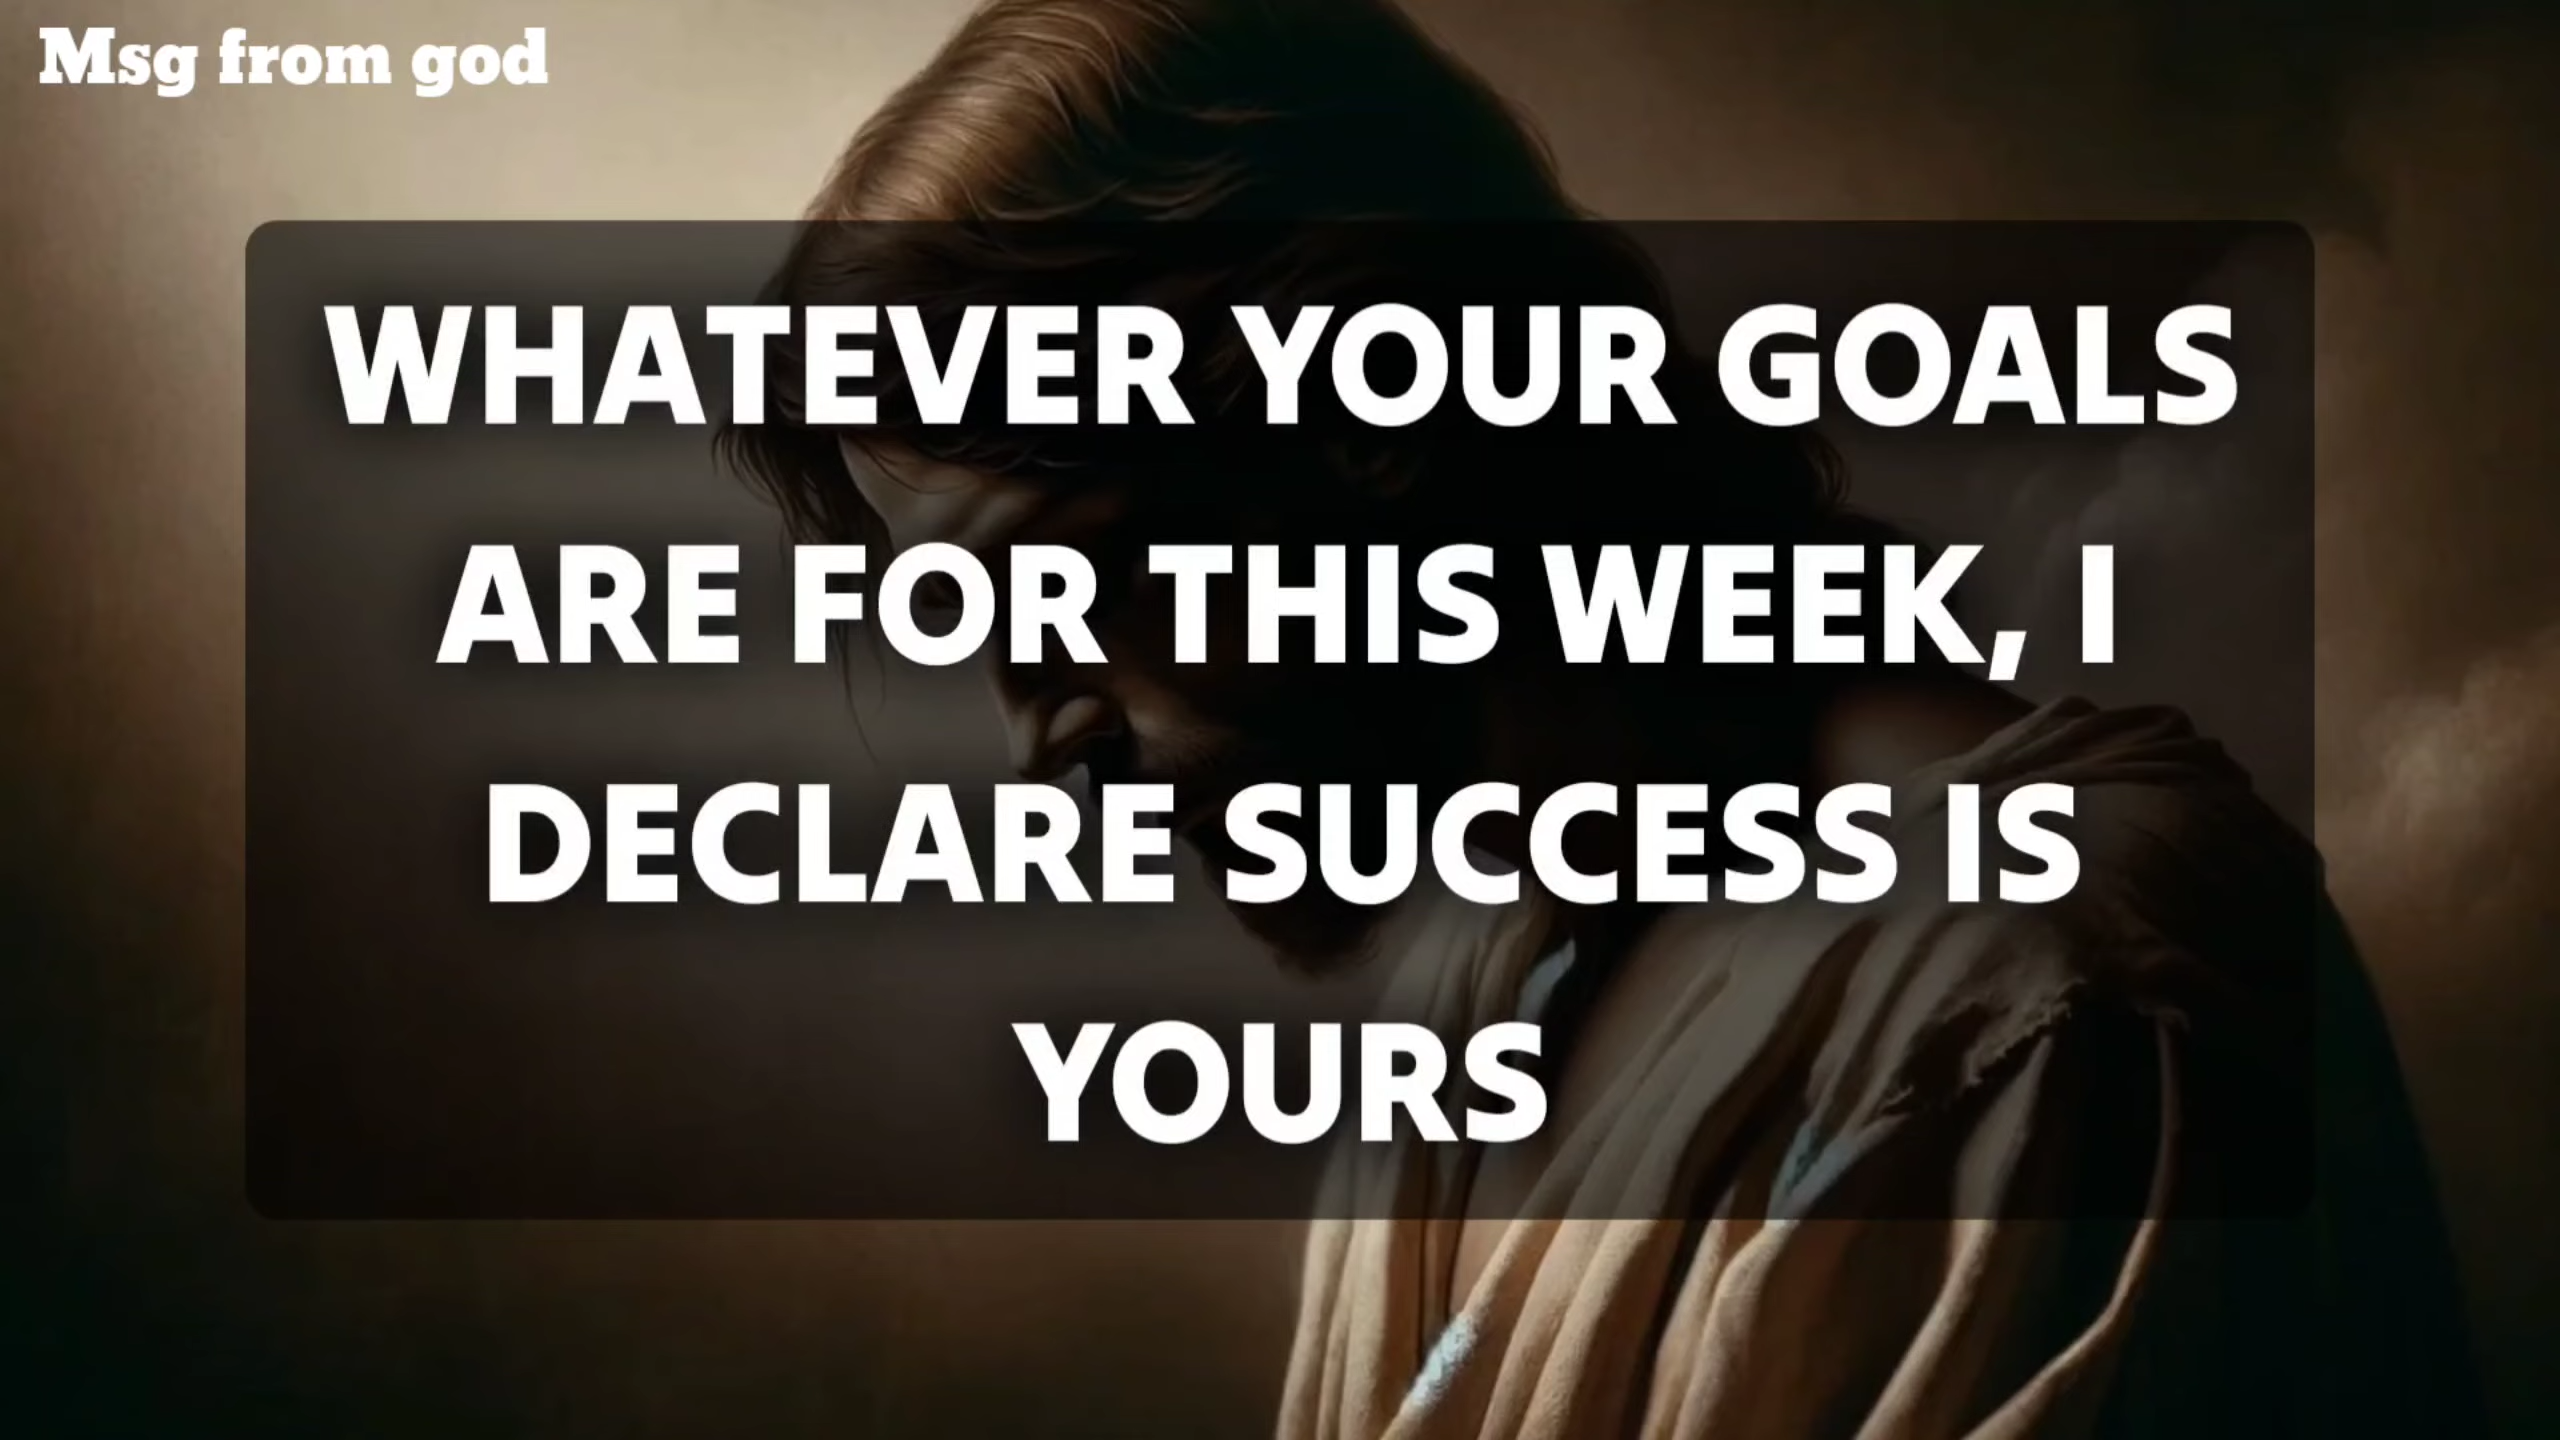 Msg from god
WHATEVER YOUR GOALS
ARE FOR THIS WEEK, I
DECLARE SUCCESS IS
YOURS